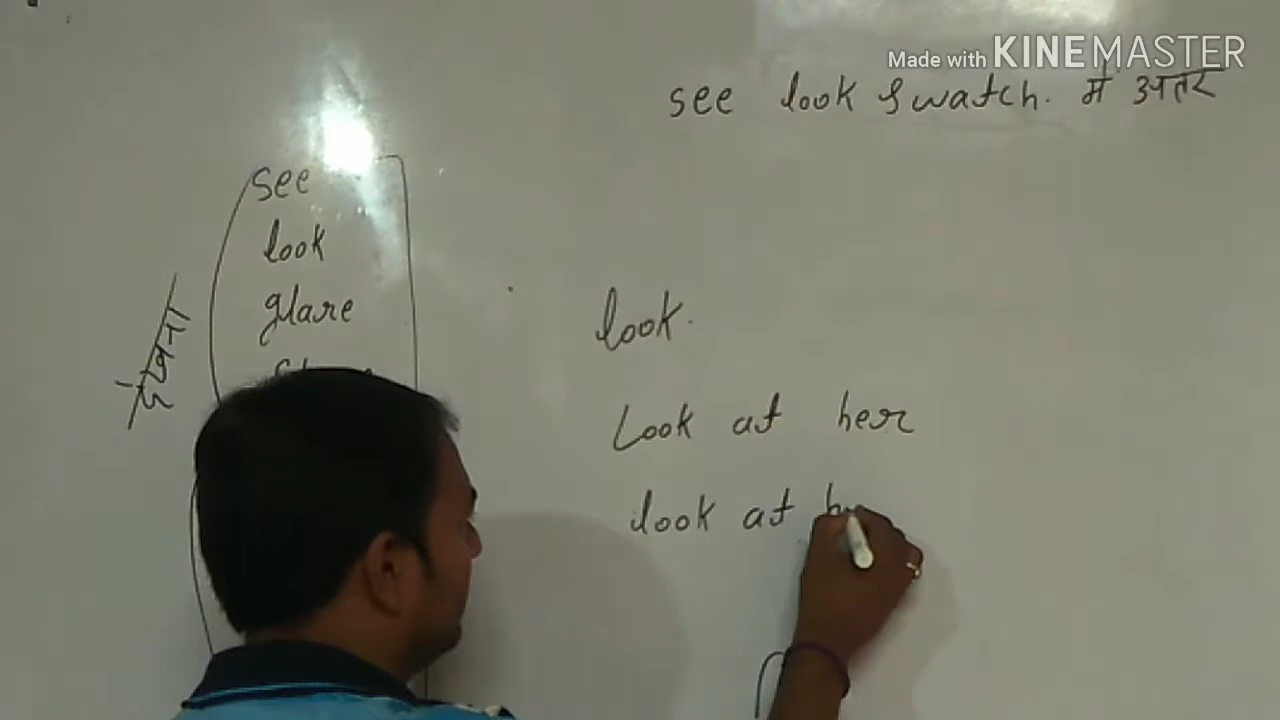 Made with KINEMASTER
see look & watch. में अंतर
see
look
glare
देखना
look.
Look at her
look at